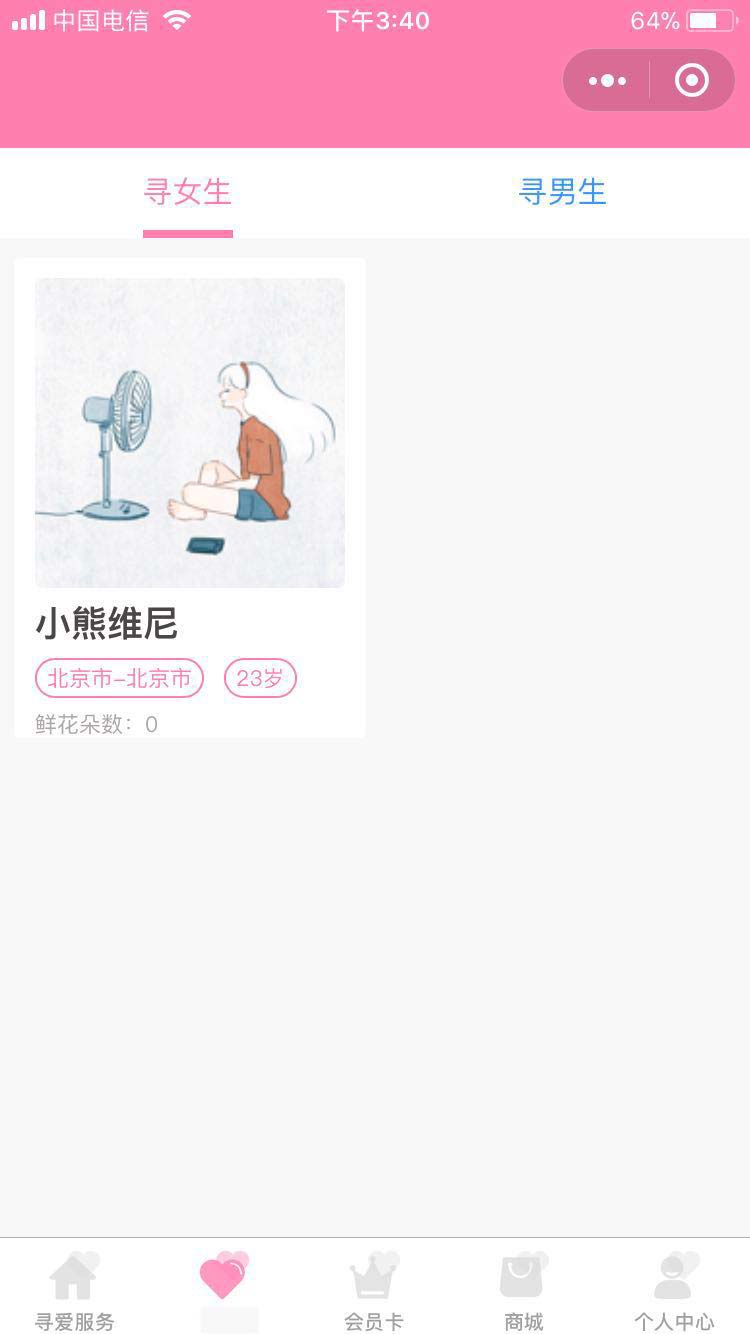 中国电信 下午3:40 64%
寻女生 寻男生
小熊维尼
北京市-北京市 23岁
鲜花朵数：0
寻爱服务 会员卡 商城 个人中心